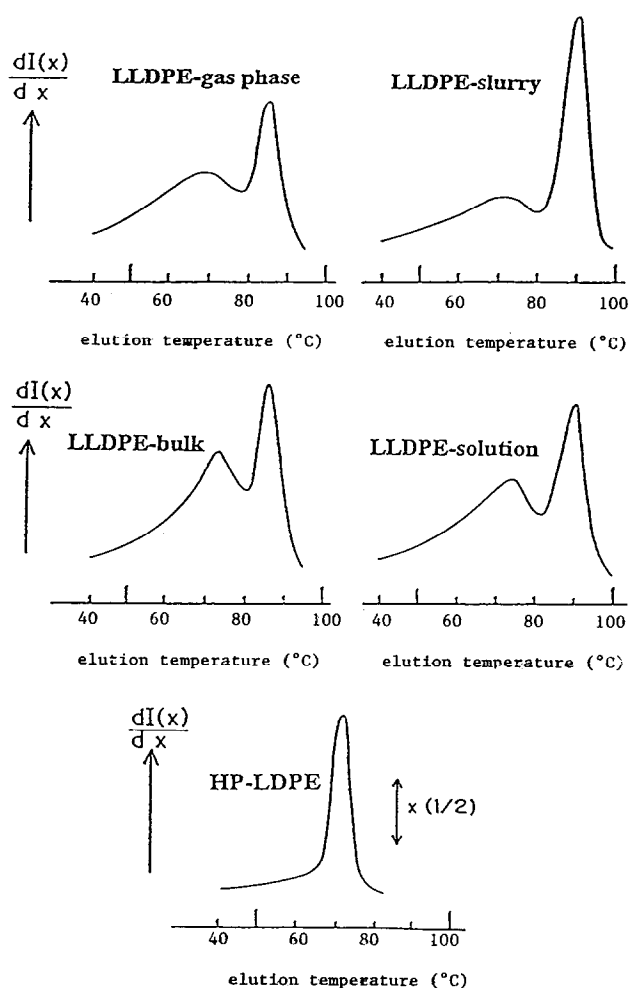 dI(x)
d x
LLDPE-gas phase
LLDPE-slurry
40 60 80 100
40 60 80 100
elution temperature (°C)
elution temperature (°C)
dI(x)
d x
LLDPE-bulk
LLDPE-solution
40 60 80 100
40 60 80 100
elution temperature (°C)
elution temperature (°C)
dI(x)
d x
HP-LDPE
x (1/2)
40 60 80 100
elution temperature (°C)